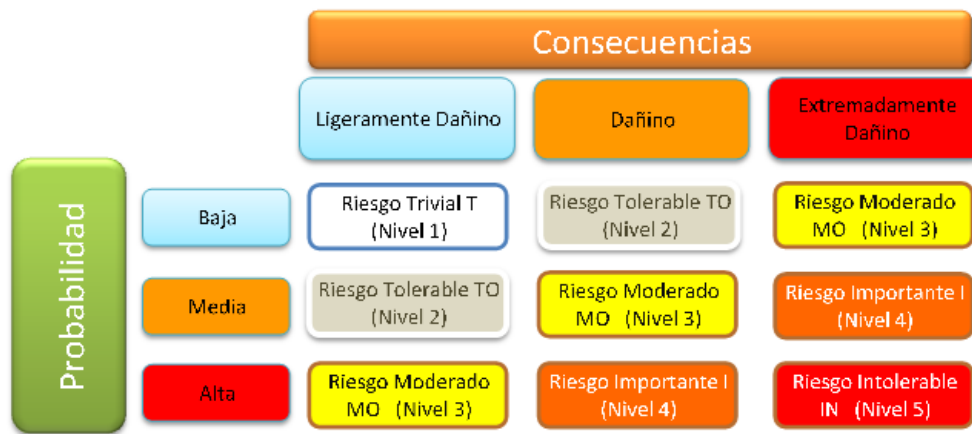 Consecuencias
Ligeramente Dañino
Dañino
Extremadamente
Dañino
Probabilidad
Baja
Riesgo Trivial T
(Nivel 1)
Riesgo Tolerable TO
(Nivel 2)
Riesgo Moderado
MO (Nivel 3)
Media
Riesgo Tolerable TO
(Nivel 2)
Riesgo Moderado
MO (Nivel 3)
Riesgo Importante I
(Nivel 4)
Alta
Riesgo Moderado
MO (Nivel 3)
Riesgo Importante I
(Nivel 4)
Riesgo Intolerable
IN (Nivel 5)